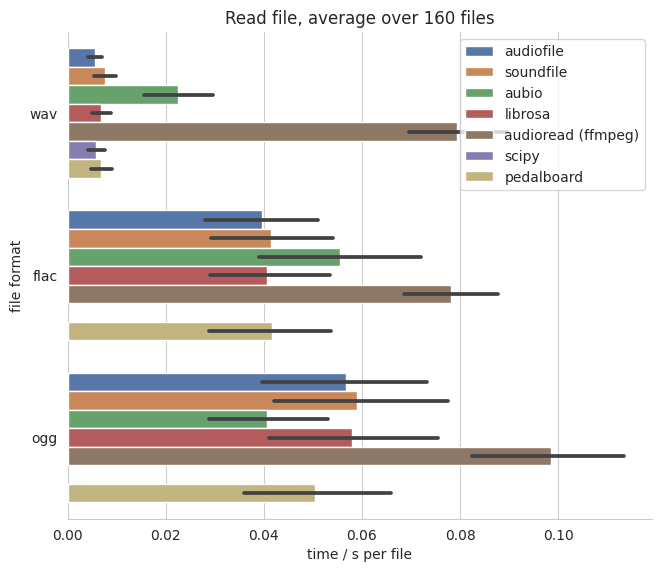 Read file, average over 160 files
audiofile
soundfile
aubio
librosa
audioread (ffmpeg)
scipy
pedalboard
wav
flac
ogg
file format
0.00 0.02 0.04 0.06 0.08 0.10
time / s per file